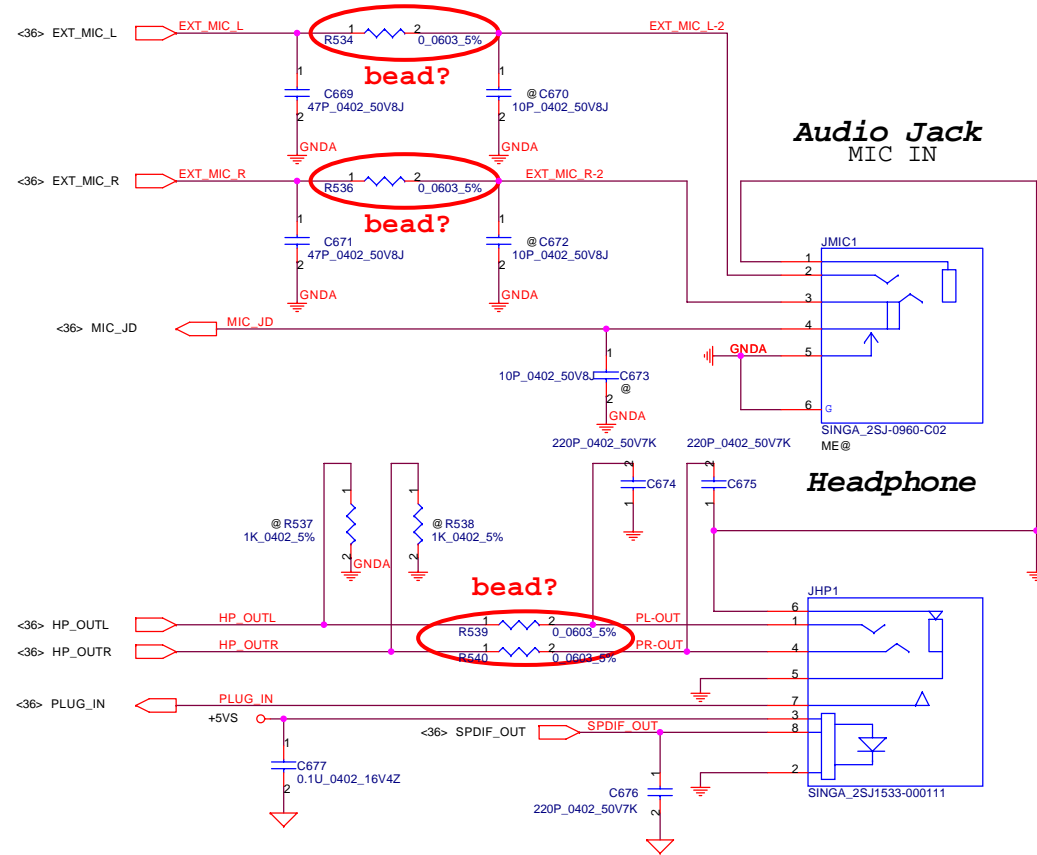 <36> EXT_MIC_L EXT_MIC_L 1 2 EXT_MIC_L-2
R534 0_0603_5%
bead?
1 C669 47P_0402_50V8J 2
GNDA
1 @ C670 10P_0402_50V8J 2
Audio Jack
MIC IN
<36> EXT_MIC_R EXT_MIC_R 1 2 EXT_MIC_R-2
R536 0_0603_5%
bead?
1 C671 47P_0402_50V8J 2
GNDA
1 @ C672 10P_0402_50V8J 2
GNDA
JMIC1
1
2
3
4
5
6 G
<36> MIC_JD MIC_JD
GNDA
1
10P_0402_50V8J C673
@
2
GNDA
SINGA_2SJ-0960-C02
ME@
220P_0402_50V7K 220P_0402_50V7K
2 C674 1
2 C675 1
Headphone
1 @ R537 1K_0402_5% 2
GNDA
1 @ R538 1K_0402_5% 2
bead?
JHP1
<36> HP_OUTL HP_OUTL 1 2 PL-OUT
R539 0_0603_5%
<36> HP_OUTR HP_OUTR 1 2 PR-OUT
R540 0_0603_5%
6
1
4
5
7
3
8
2
<36> PLUG_IN PLUG_IN
+5VS
<36> SPDIF_OUT SPDIF_OUT
1
C677
0.1U_0402_16V4Z
2
1
C676
220P_0402_50V7K
2
SINGA_2SJ1533-000111